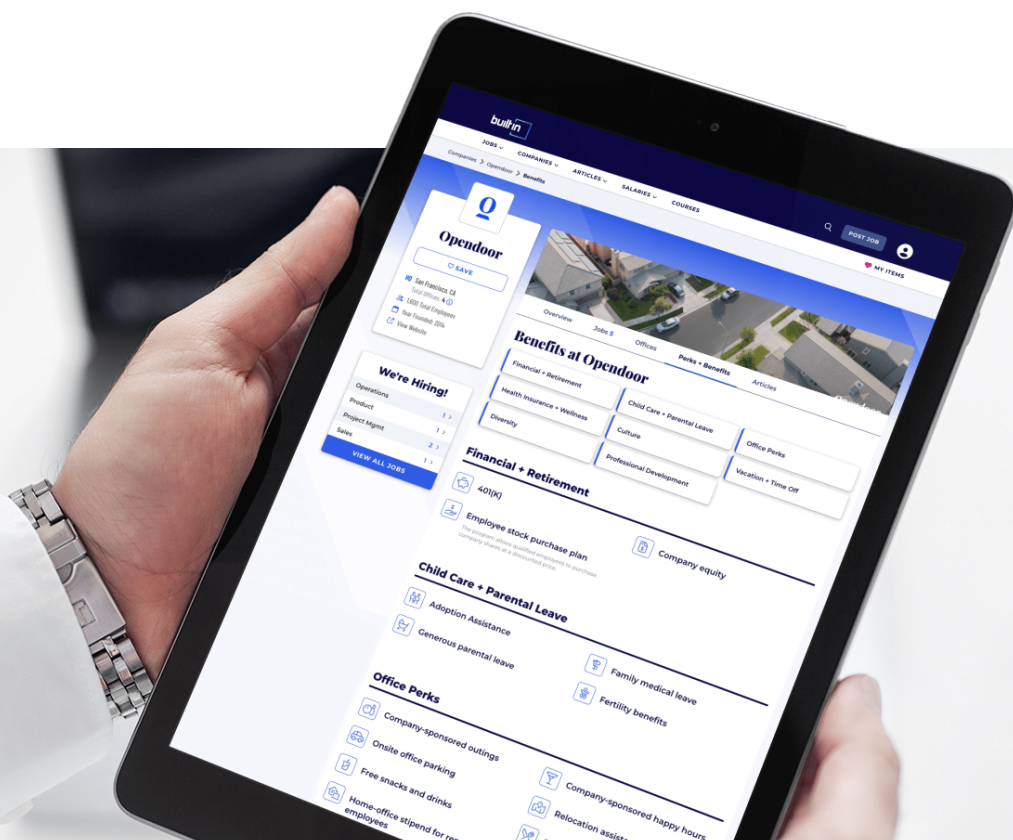 builtin
JOBS
COMPANIES
ARTICLES
SALARIES
COURSES
POST JOB
MY ITEMS
Companies > Opendoor > Benefits
O
Opendoor
SAVE
San Francisco, CA
Total Offices: 4
1,600 Total Employees
Year Founded: 2014
View Website
We're Hiring!
Operations 1 >
Product 1 >
Project Mgmt 2 >
Sales 1 >
VIEW ALL JOBS
Overview
Jobs 5
Offices
Perks + Benefits
Articles
Benefits at Opendoor
Financial + Retirement
Child Care + Parental Leave
Office Perks
Health Insurance + Wellness
Culture
Vacation + Time Off
Diversity
Professional Development
Financial + Retirement
401(K)
Company equity
Employee stock purchase plan
The program allows qualified employees to purchase
company shares at a discounted price.
Child Care + Parental Leave
Adoption Assistance
Family medical leave
Generous parental leave
Fertility benefits
Office Perks
Company-sponsored outings
Company-sponsored happy hours
Onsite office parking
Relocation
Free snacks and drinks
Home-office stipend for
employees